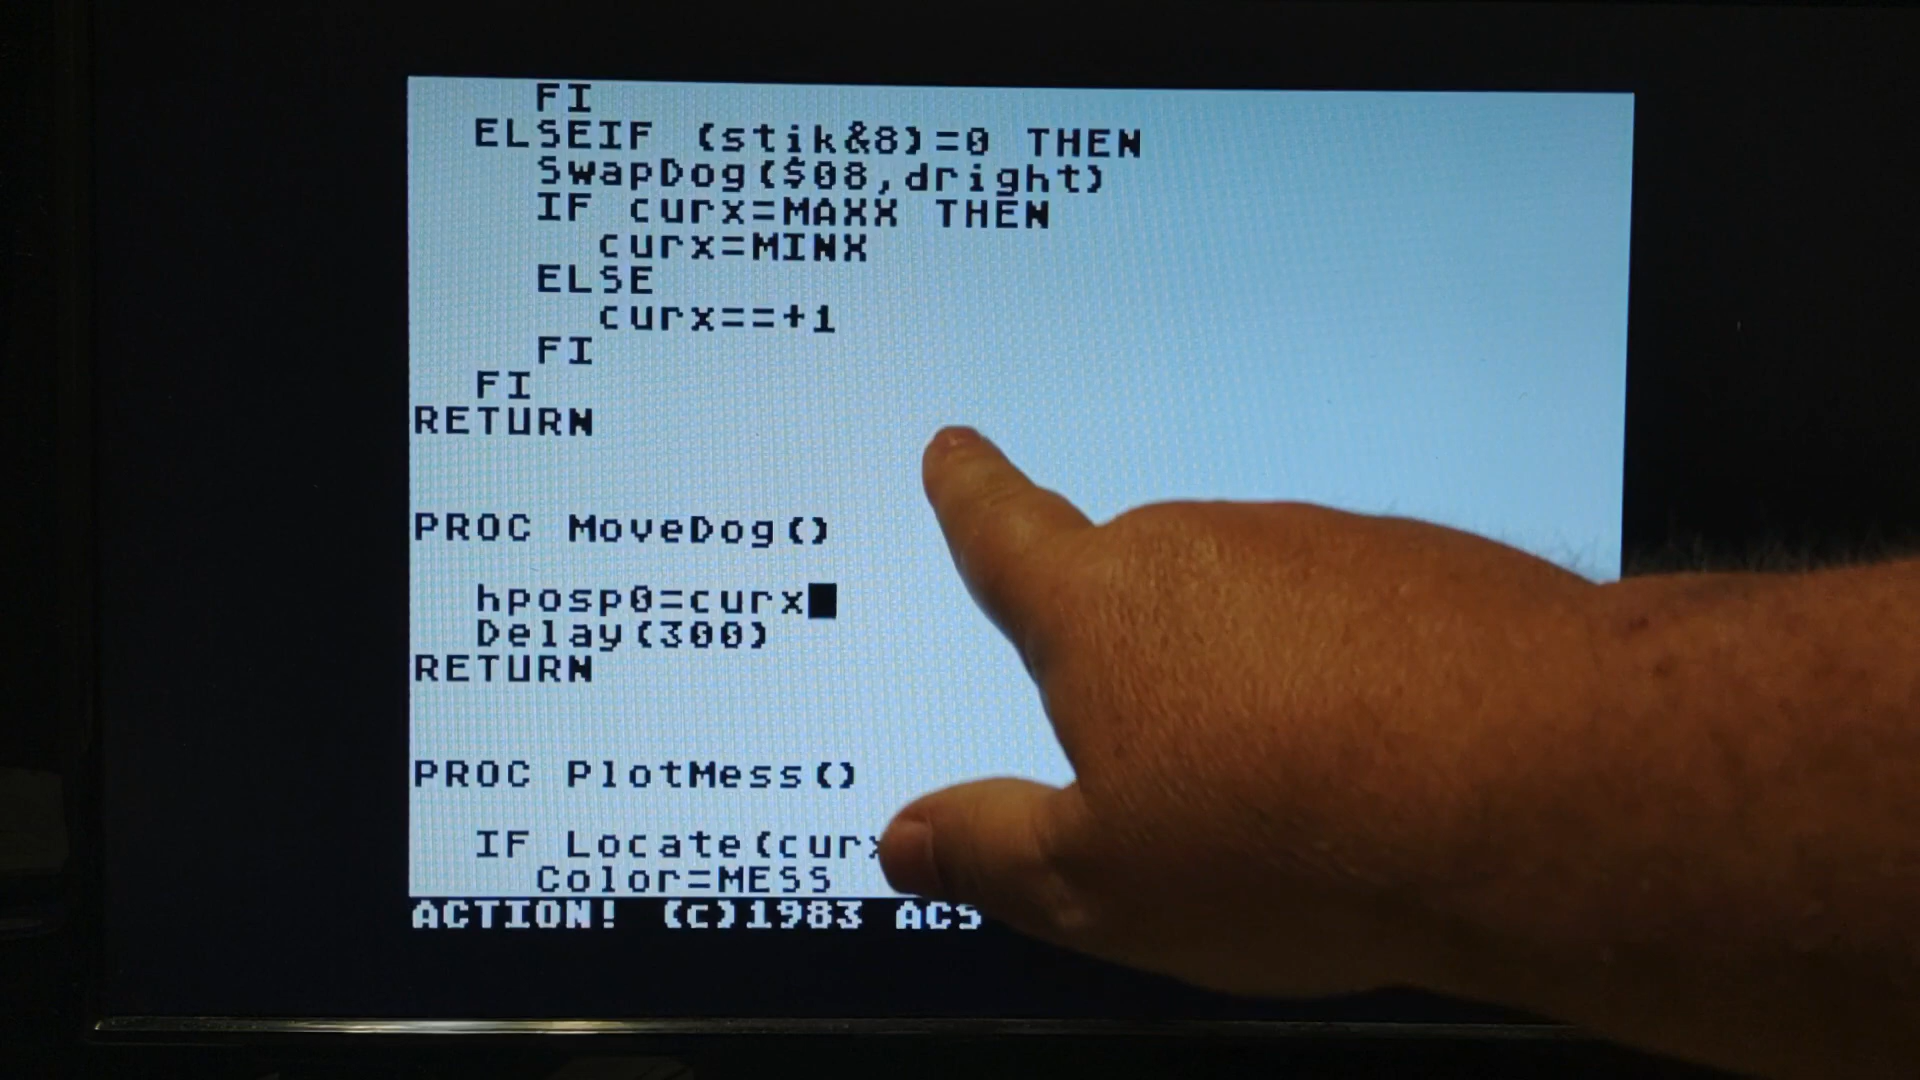 FI
ELSEIF (stik&8)=0 THEN
SwapDog($08,dright)
IF curx=MAXX THEN
curx=MINX
ELSE
curx==+1
FI
FI
RETURN
PROC MoveDog()
hposp0=curx
Delay(300)
RETURN
PROC PlotMess()
IF Locate(cur
Color=MESS
ACTION! (c)1983 ACS